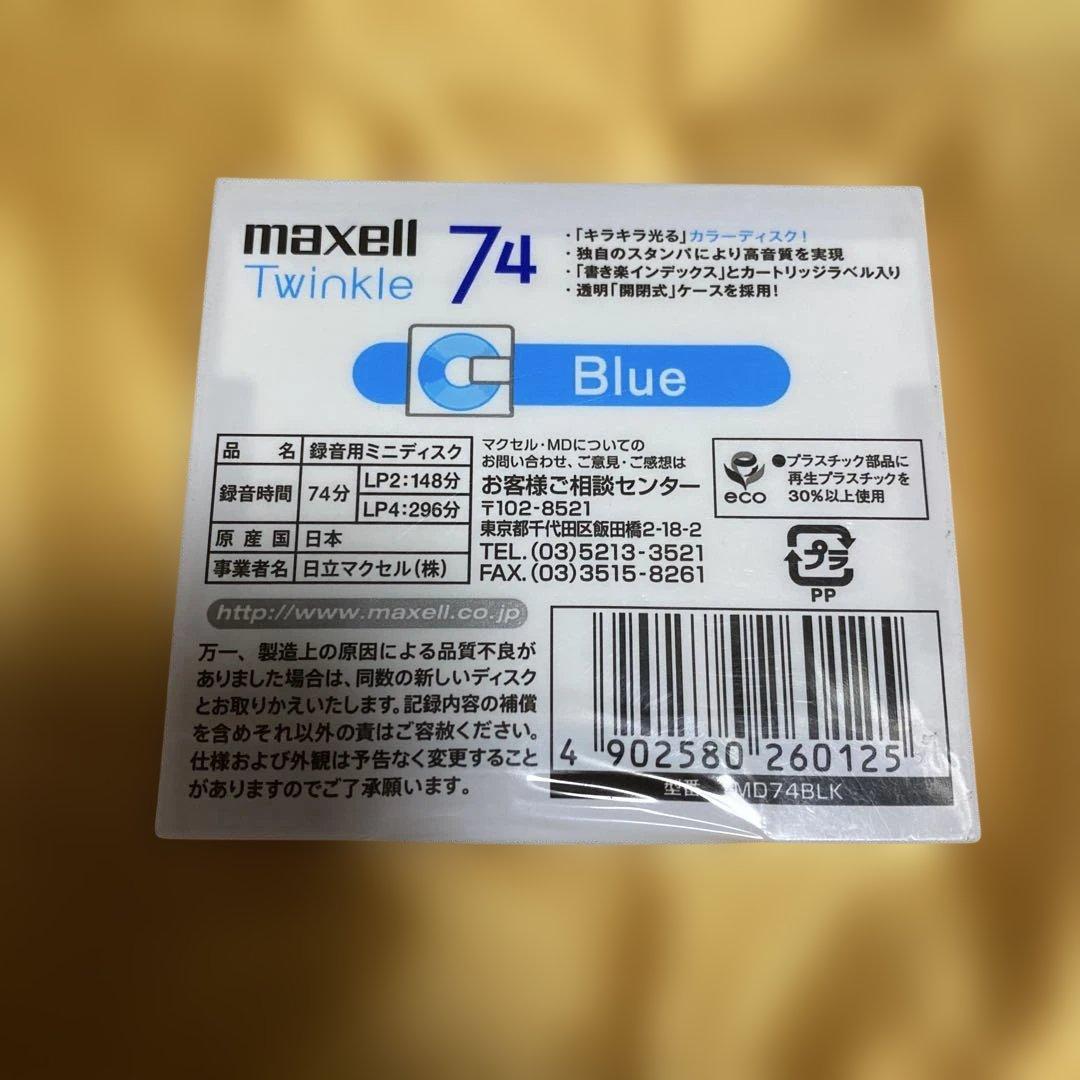 maxell
Twinkle
74
・「キラキラ光る」カラーディスク!
・独自のスタンパにより高音質を実現
・「書き楽インデックス」とカートリッジラベル入り
・透明「開閉式」ケースを採用!
Blue
品 名 録音用ミニディスク
録音時間 74分 LP2:148分
LP4:296分
原産国 日本
事業者名 日立マクセル(株)
マクセル・MDについての
お問い合わせ、ご意見・ご感想は
お客様ご相談センター
〒102-8521
東京都千代田区飯田橋2-18-2
TEL.(03)5213-3521
FAX.(03)3515-8261
eco
●プラスチック部品に
再生プラスチックを
30%以上使用
プラ
PP
http://www.maxell.co.jp
万一、製造上の原因による品質不良が
ありました場合は、同数の新しいディスク
とお取りかえいたします。記録内容の補償
を含めそれ以外の責はご容赦ください。
仕様および外観は予告なく変更すること
がありますのでご了承願います。
4 902580 260125
型番 MD74BLK